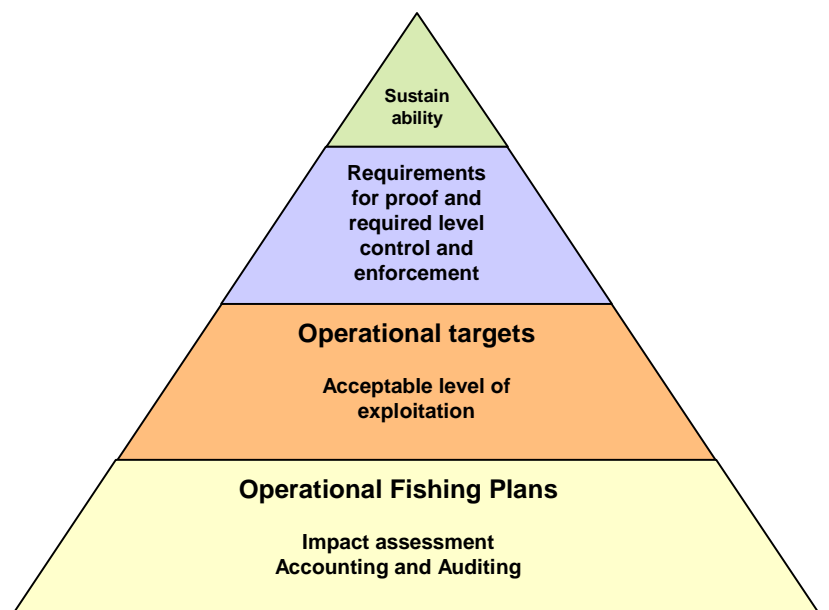 Sustain
ability
Requirements
for proof and
required level
control and
enforcement
Operational targets
Acceptable level of
exploitation
Operational Fishing Plans
Impact assessment
Accounting and Auditing